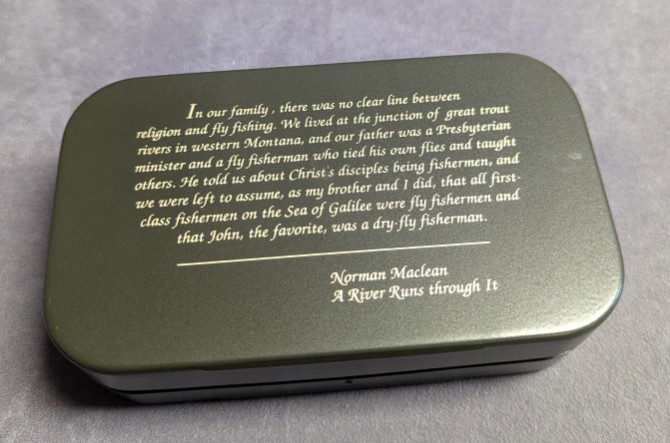 In our family, there was no clear line between
religion and fly fishing. We lived at the junction of great trout
rivers in western Montana, and our father was a Presbyterian
minister and a fly fisherman who tied his own flies and taught
others. He told us about Christ's disciples being fishermen, and
we were left to assume, as my brother and I did, that all first-
class fishermen on the Sea of Galilee were fly fishermen and
that John, the favorite, was a dry-fly fisherman.
Norman Maclean
A River Runs through It